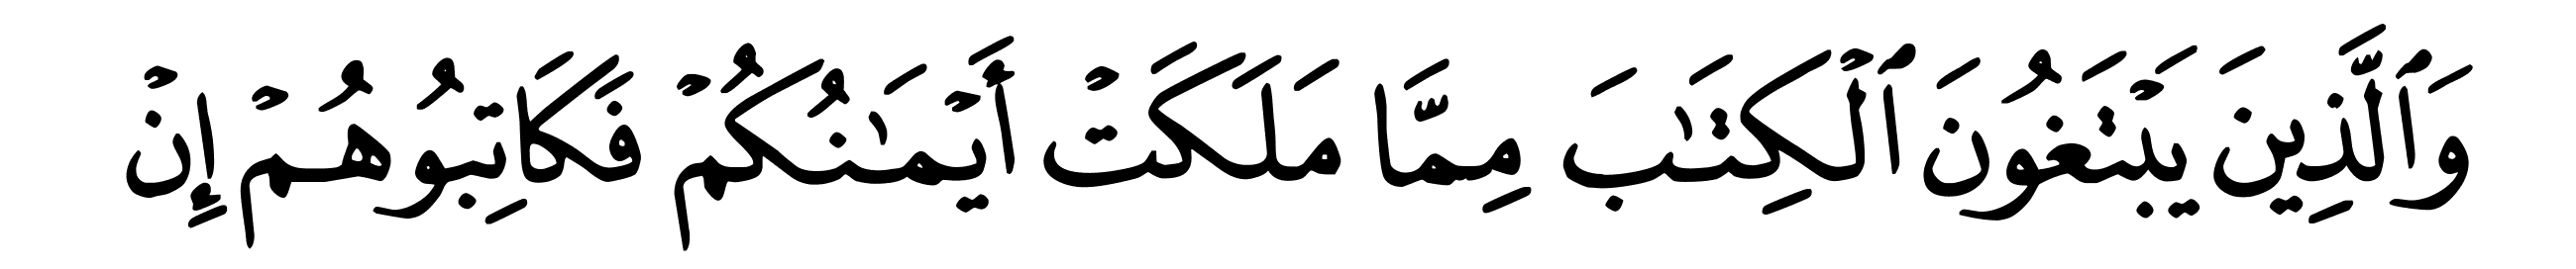 وَٱلَّذِينَ يَبْتَغُونَ ٱلْكِتَٰبَ مِمَّا مَلَكَتْ أَيْمَٰنُكُمْ فَكَاتِبُوهُمْ إِنْ